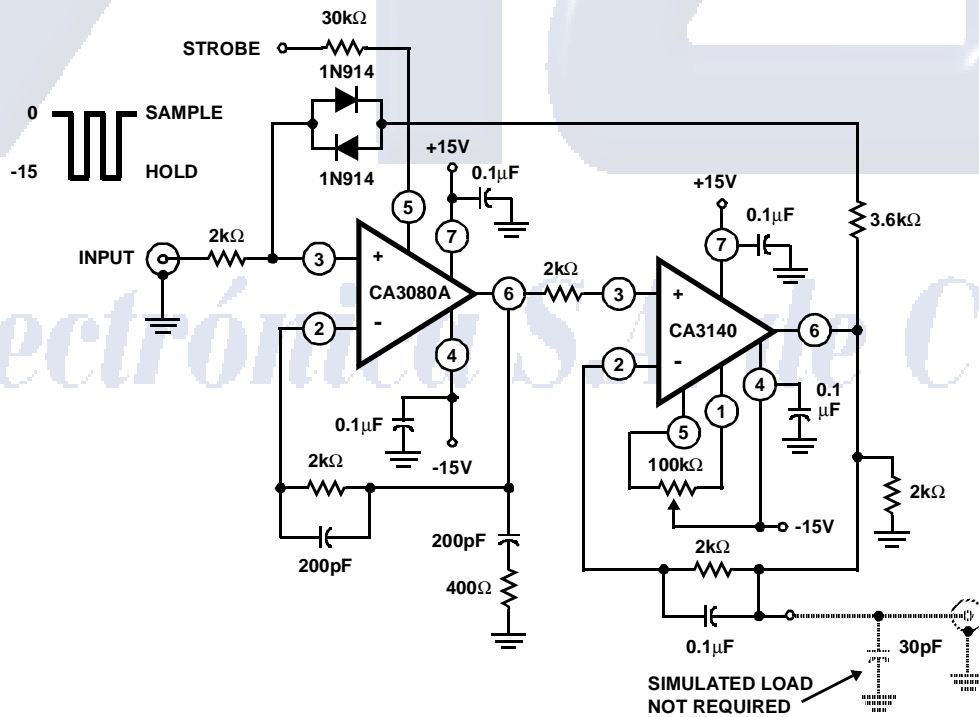 30kΩ
STROBE
1N914
0
SAMPLE
+15V
0.1μF
-15
HOLD
1N914
+15V
0.1μF
5
7
3.6kΩ
2kΩ
7
INPUT
3
+
2kΩ
CA3080A
6
3
+
CA3140
6
2
-
2
-
4
4
0.1
μF
1
0.1μF
5
100kΩ
2kΩ
-15V
2kΩ
-15V
200pF
2kΩ
200pF
400Ω
0.1μF
30pF
SIMULATED LOAD
NOT REQUIRED
ectrónica S.A de C